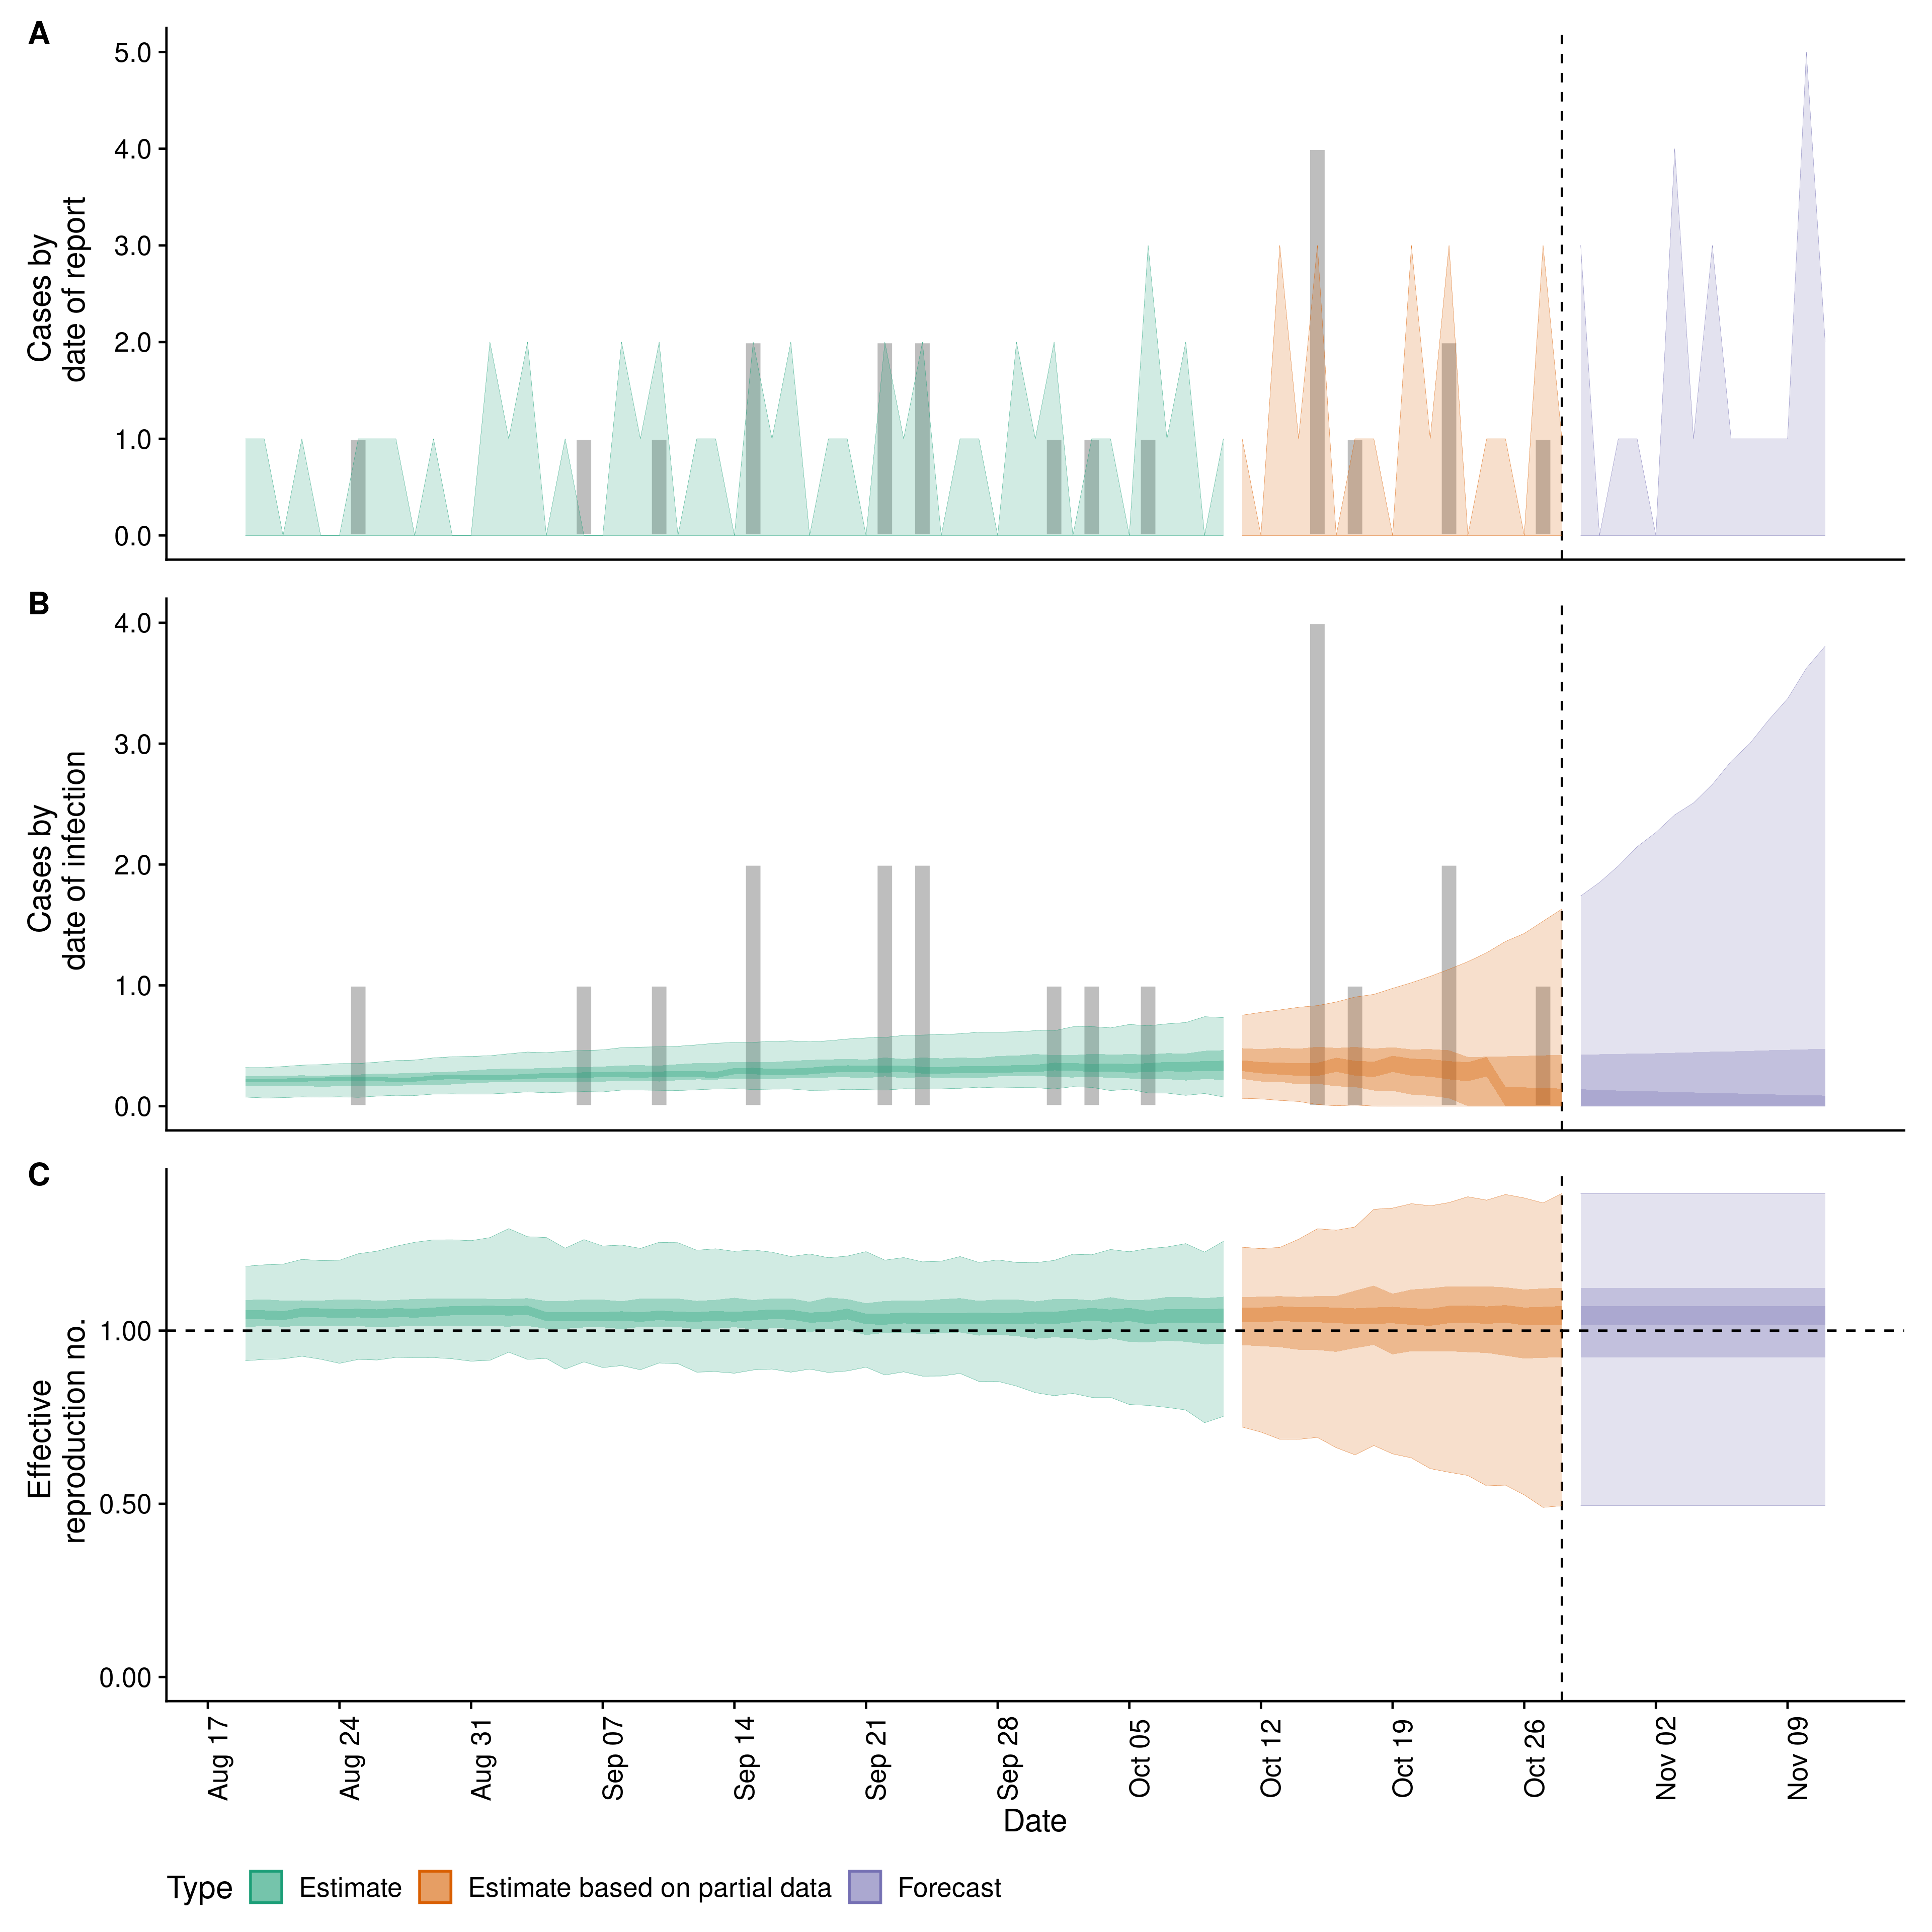 A
5.0
4.0
3.0
2.0
1.0
0.0
Cases by
date of report
B
4.0
3.0
2.0
1.0
0.0
Cases by
date of infection
C
1.00
0.50
0.00
Effective
reproduction no.
Aug 17
Aug 24
Aug 31
Sep 07
Sep 14
Sep 21
Sep 28
Oct 05
Oct 12
Oct 19
Oct 26
Nov 02
Nov 09
Date
Type
Estimate
Estimate based on partial data
Forecast